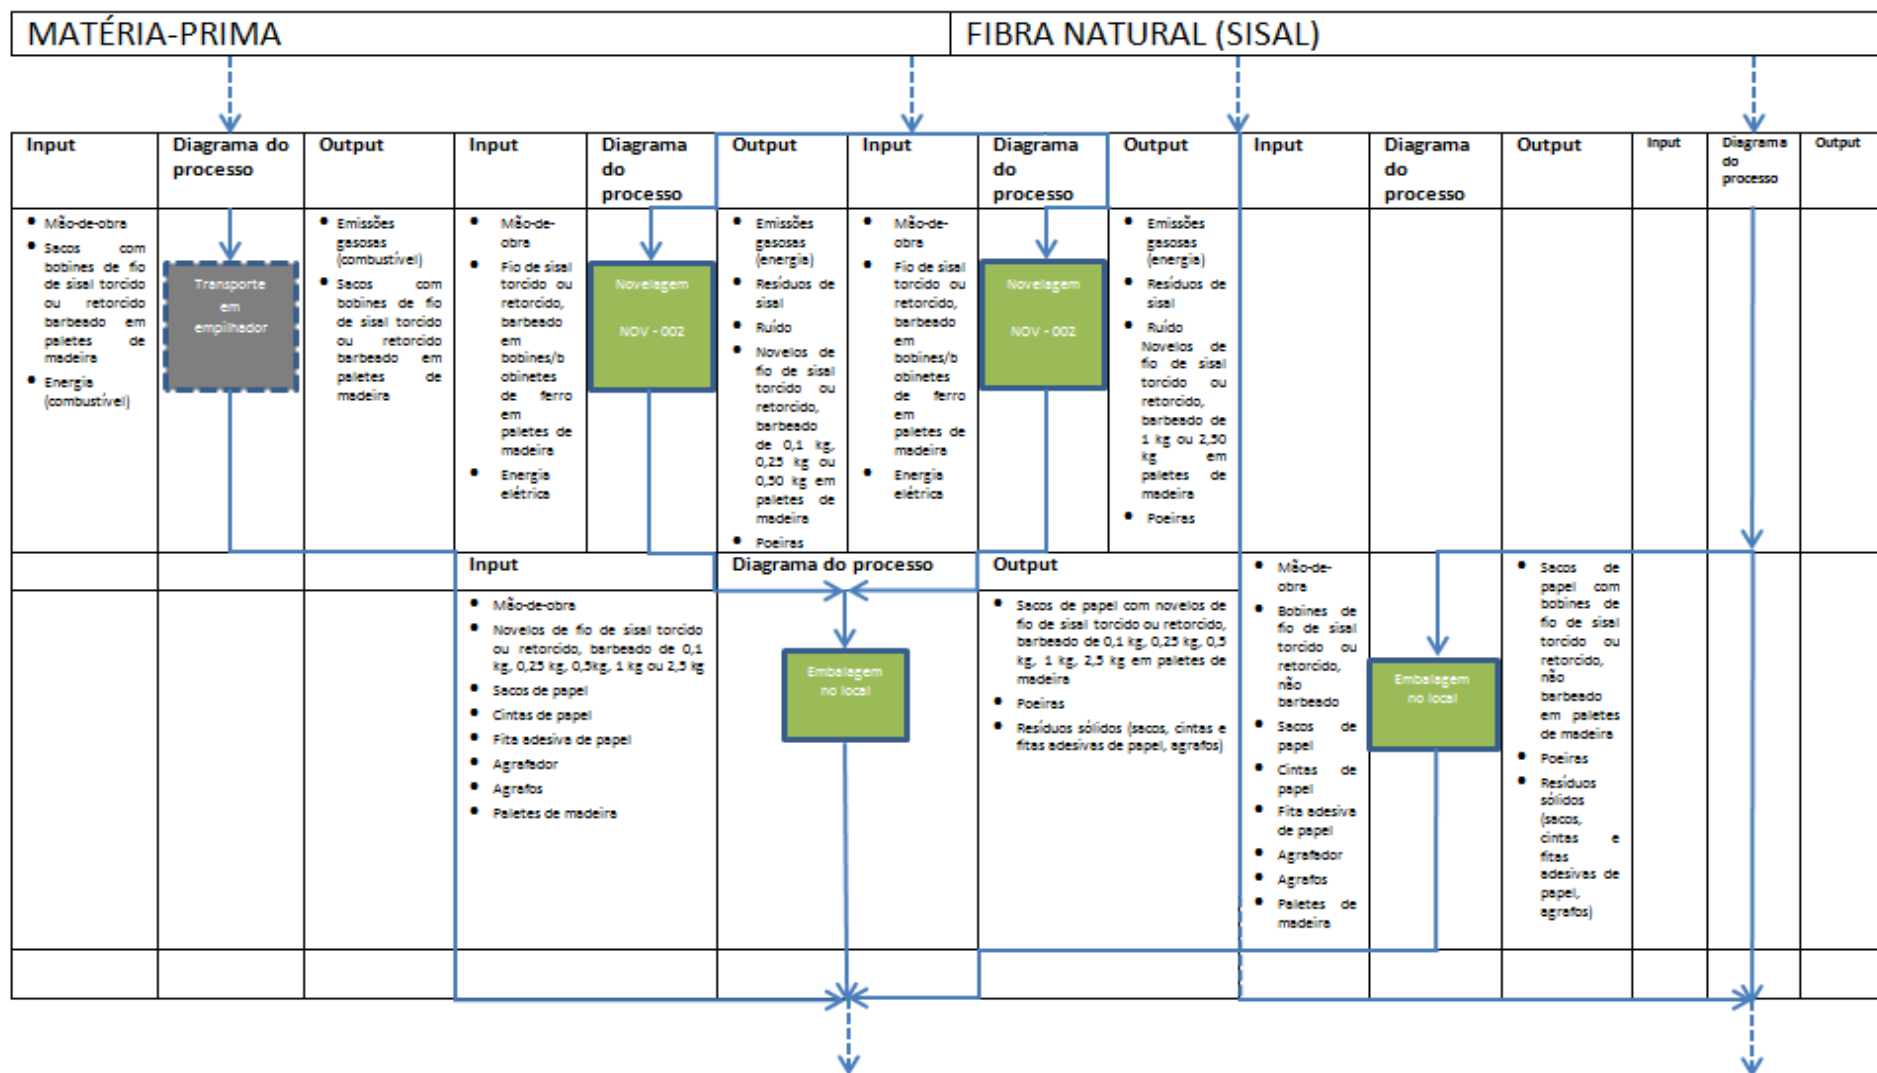 MATÉRIA-PRIMA
FIBRA NATURAL (SISAL)
Input
Diagrama do
processo
Output
Input
Diagrama
do
processo
Output
Input
Diagrama
do
processo
Output
Input
Diagrama
do
processo
Output
Input
Diagrama
do
processo
Output
• Mão-de-obra
• Sacos com
bobines de fio
de sisal torcido
ou retorcido
barbeado em
paletes de
madeira
• Energia
(combustível)
Transporte
em
empilhador
• Emissões
gasosas
(combustível)
• Sacos com
bobines de fio
de sisal torcido
ou retorcido
barbeado em
paletes de
madeira
• Mão-de-
obra
• Fio de sisal
torcido ou
retorcido,
barbeado
em
bobines/b
obinetes
de ferro
em
paletes de
madeira
• Energia
elétrica
Novelagem
NOV - 002
• Emissões
gasosas
(energia)
• Resíduos de
sisal
• Ruído
• Novelos de
fio de sisal
torcido ou
retorcido,
barbeado
de 0,1 kg,
0,25 kg ou
0,50 kg em
paletes de
madeira
• Poeiras
• Mão-de-
obra
• Fio de sisal
torcido ou
retorcido,
barbeado
em
bobines/b
obinetes
de ferro
em
paletes de
madeira
• Energia
elétrica
Novelagem
NOV - 002
• Emissões
gasosas
(energia)
• Resíduos de
sisal
• Ruído
Novelos de
fio de sisal
torcido ou
retorcido,
barbeado de
1 kg ou 2,50
kg em
paletes de
madeira
• Poeiras
Input
Diagrama do processo
Output
• Mão-de-obra
• Novelos de fio de sisal torcido
ou retorcido, barbeado de 0,1
kg, 0,25 kg, 0,5kg, 1 kg ou 2,5 kg
• Sacos de papel
• Cintas de papel
• Fita adesiva de papel
• Agrafador
• Agrafos
• Paletes de madeira
Embalagem
no local
• Sacos de papel com novelos de
fio de sisal torcido ou retorcido,
barbeado de 0,1 kg, 0,25 kg, 0,5
kg, 1 kg, 2,5 kg em paletes de
madeira
• Poeiras
• Resíduos sólidos (sacos, cintas e
fitas adesivas de papel, agrafos)
• Mão-de-
obra
• Bobines de
fio de sisal
torcido ou
retorcido,
não
barbeado
• Sacos de
papel
• Cintas de
papel
• Fita adesiva
de papel
• Agrafador
• Agrafos
• Paletes de
madeira
Embalagem
no local
• Sacos de
papel com
bobines de
fio de sisal
torcido ou
retorcido,
não
barbeado
em paletes
de madeira
• Poeiras
• Resíduos
sólidos
(sacos,
cintas e
fitas
adesivas de
papel,
agrafos)